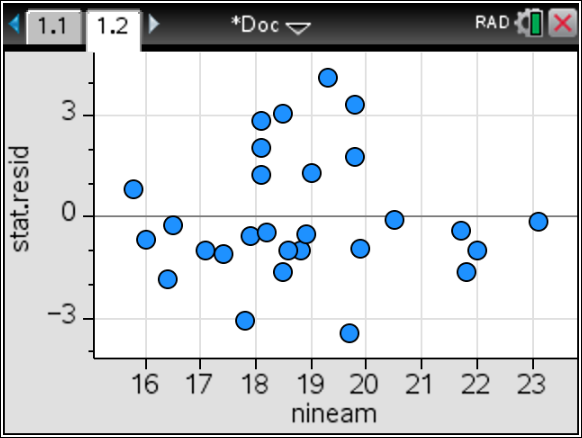 1.1 1.2 *Doc RAD
3
0
-3
stat.resid
16 17 18 19 20 21 22 23
nineam